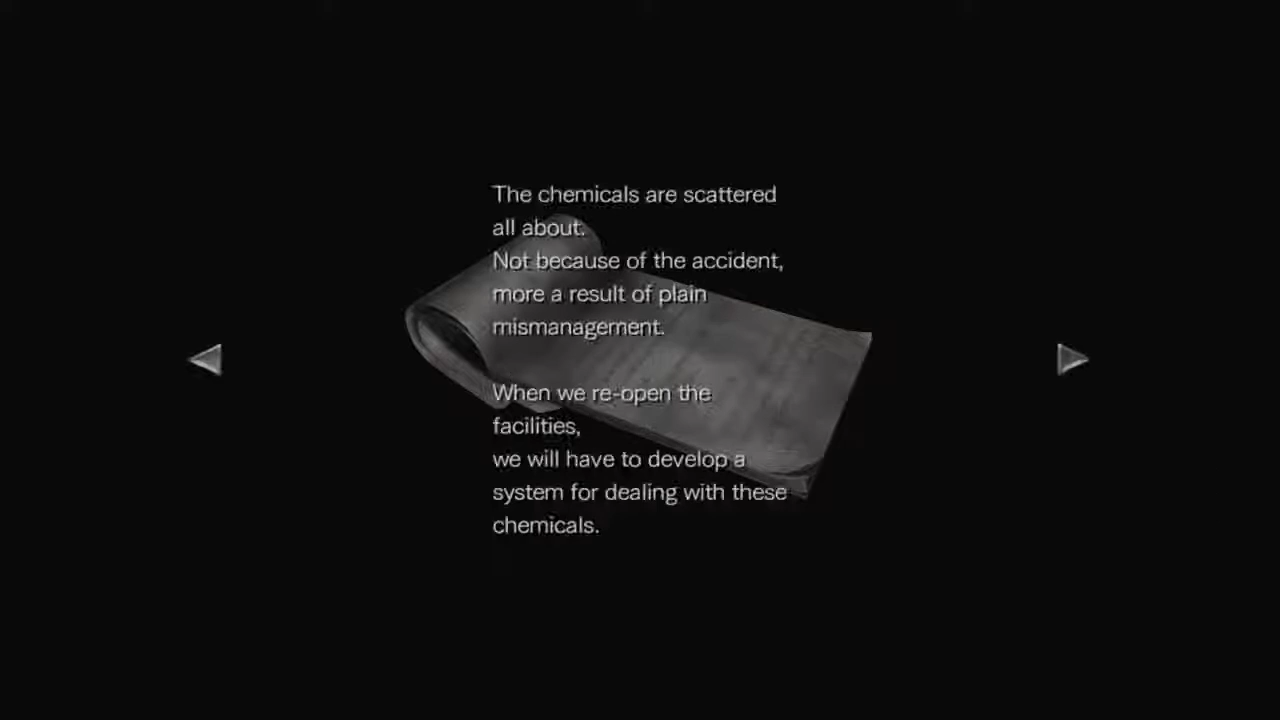 The chemicals are scattered
all about.
Not because of the accident,
more a result of plain
mismanagement.
When we re-open the
facilities,
we will have to develop a
system for dealing with these
chemicals.